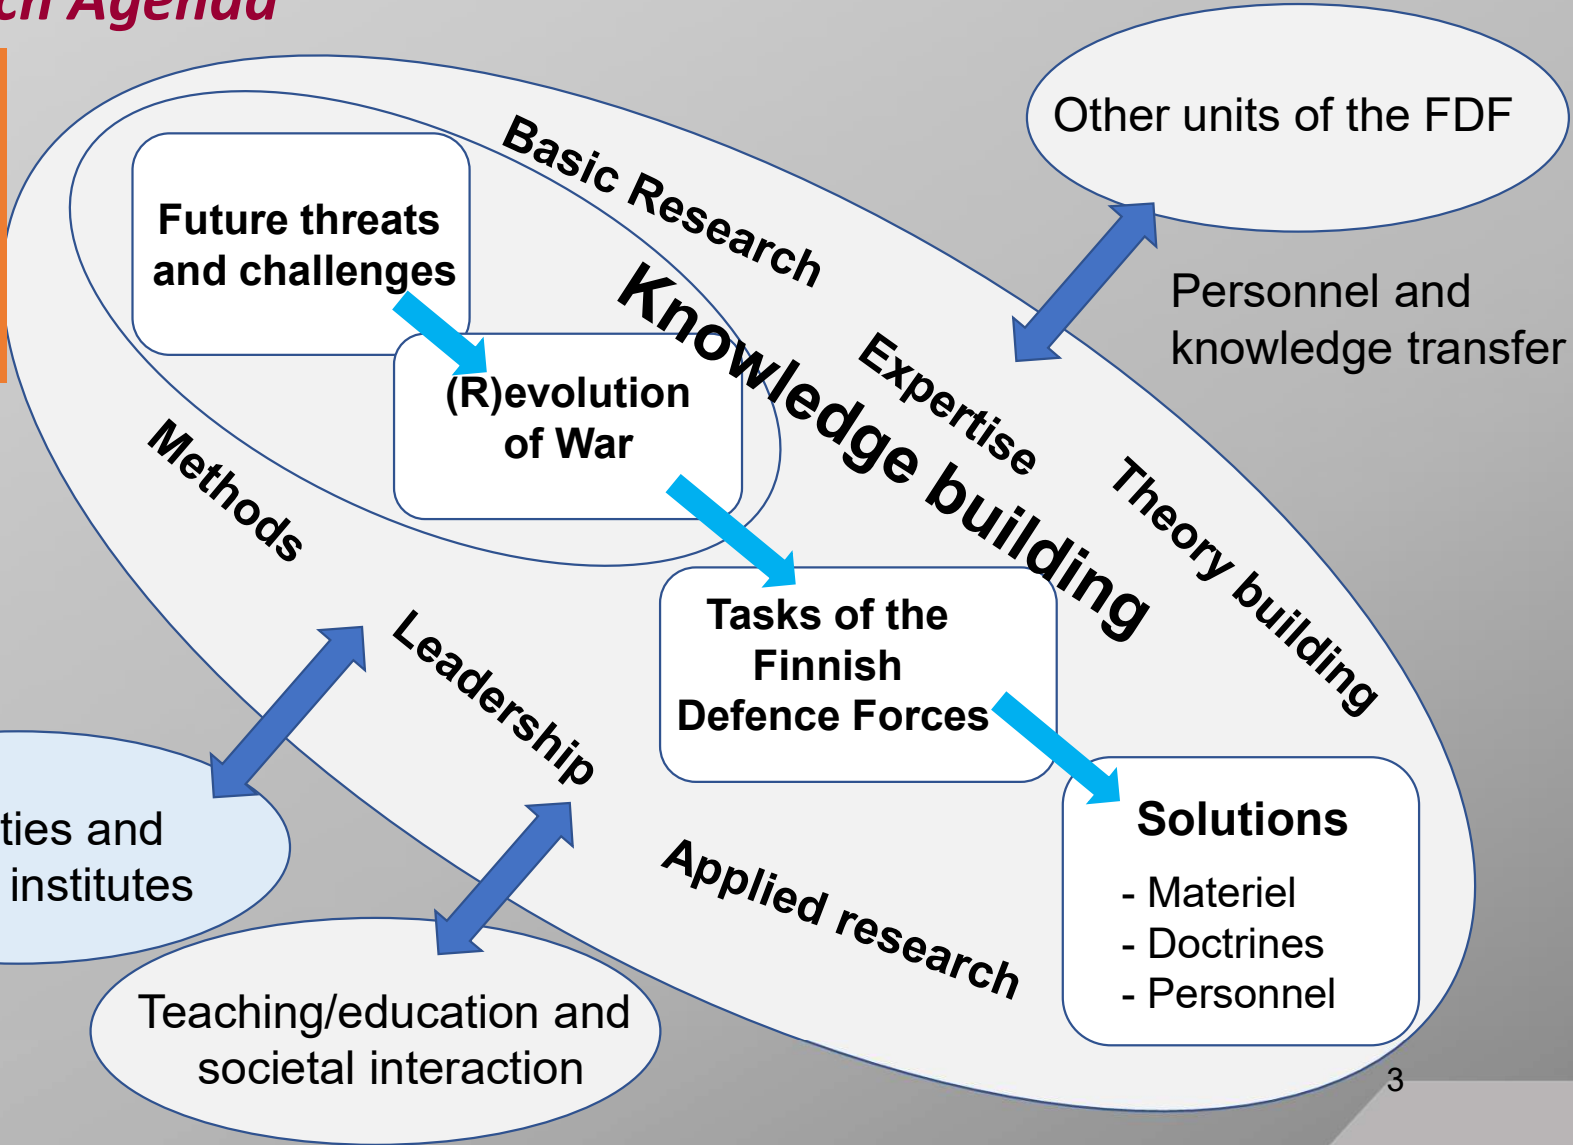 Agenda
Other units of the FDF
Basic Research
Future threats
and challenges
Personnel and
knowledge transfer
Knowledge building
Expertise
(R)evolution
of War
Methods
Theory building
Tasks of the
Finnish
Defence Forces
Leadership
Solutions
- Materiel
- Doctrines
- Personnel
and
institutes
Applied research
Teaching/education and
societal interaction
3